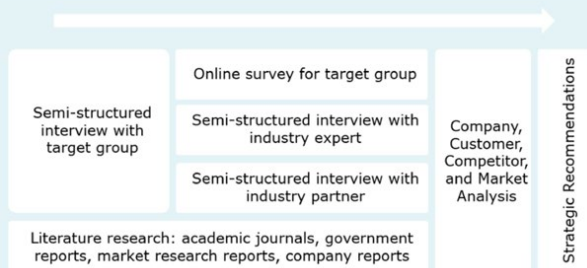 Semi-structured
interview with
target group
Online survey for target group
Semi-structured interview with
industry expert
Semi-structured interview with
industry partner
Literature research: academic journals, government
reports, market research reports, company reports
Company,
Customer,
Competitor,
and Market
Analysis
Strategic Recommendations